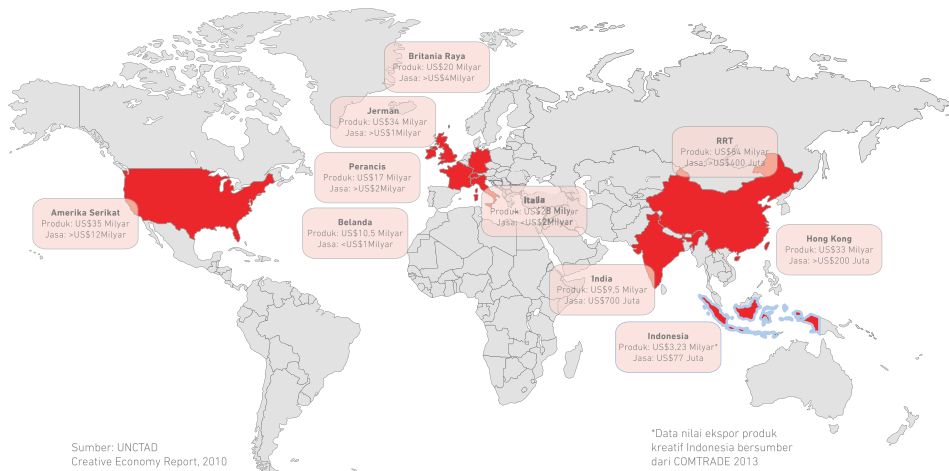 Britania Raya
Produk: US$20 Milyar
Jasa: >US$4Milyar
Jerman
Produk: US$34 Milyar
Jasa: >US$1Milyar
Perancis
Produk: US$17 Milyar
Jasa: >US$2Milyar
Belanda
Produk: US$10,5 Milyar
Jasa: <US$1Milyar
Amerika Serikat
Produk: US$35 Milyar
Jasa: >US$12Milyar
Italia
Produk: Milyar
Jasa:
RRT
Produk: US$84 Milyar
Jasa: >US$400 Juta
Hong Kong
Produk: US$33 Milyar
Jasa: >US$200 Juta
India
Produk: US$9,5 Milyar
Jasa: US$700 Juta
Indonesia
Produk: US$3,23 Milyar*
Jasa: US$77 Juta
Sumber: UNCTAD
Creative Economy Report, 2010
*Data nilai ekspor produk
kreatif Indonesia bersumber
dari COMTRADE 2013